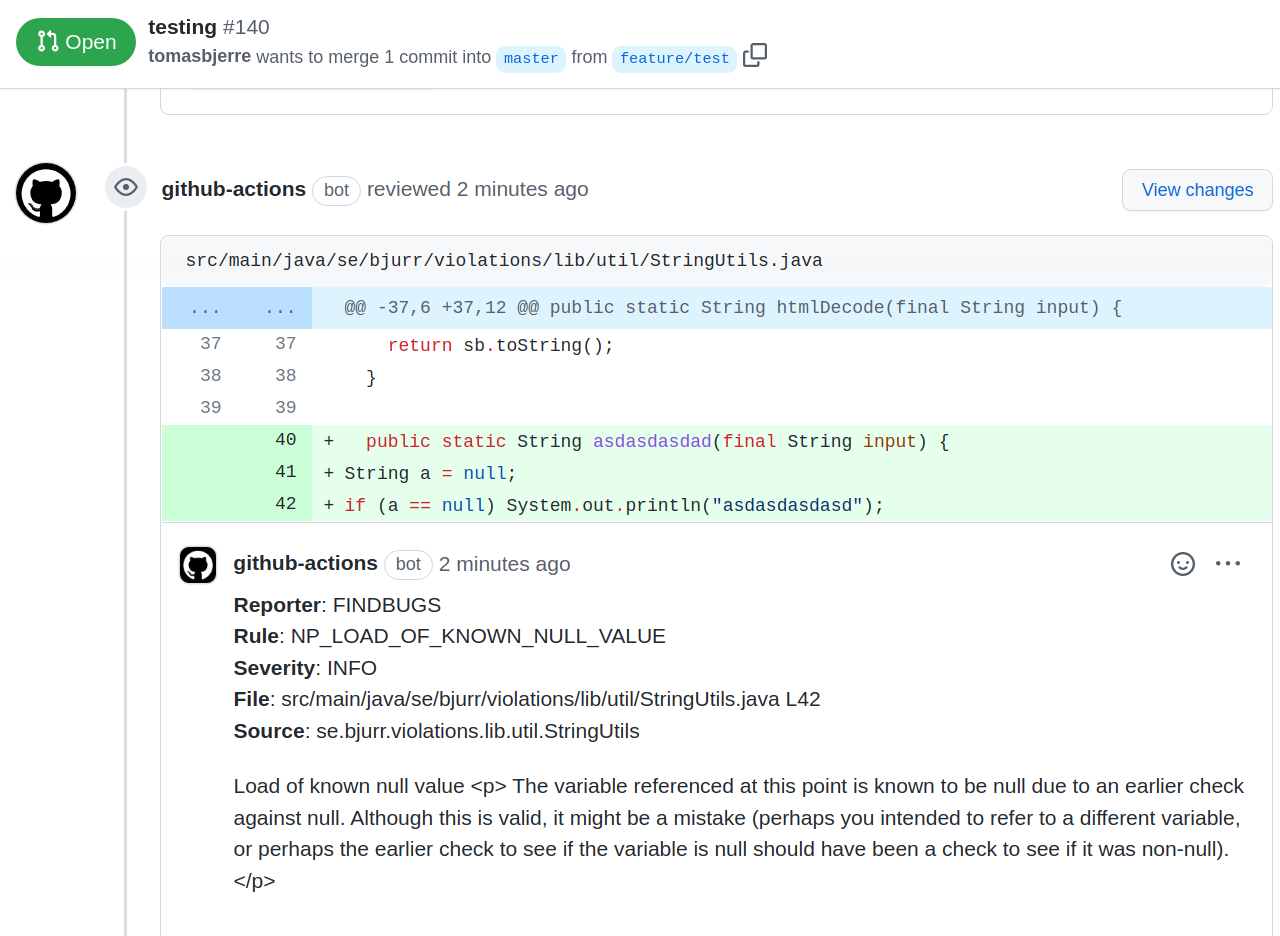 Open
testing #140
tomasbjerre wants to merge 1 commit into master from feature/test
github-actions bot reviewed 2 minutes ago
View changes
src/main/java/se/bjurr/violations/lib/util/StringUtils.java
... ... @@ -37,6 +37,12 @@ public static String htmlDecode(final String input) {
37 37 return sb.toString();
38 38 }
39 39
40 + public static String asdasdasdad(final String input) {
41 + String a = null;
42 + if (a == null) System.out.println("asdasdasdasd");
github-actions bot 2 minutes ago
Reporter: FINDBUGS
Rule: NP_LOAD_OF_KNOWN_NULL_VALUE
Severity: INFO
File: src/main/java/se/bjurr/violations/lib/util/StringUtils.java L42
Source: se.bjurr.violations.lib.util.StringUtils
Load of known null value <p> The variable referenced at this point is known to be null due to an earlier check
against null. Although this is valid, it might be a mistake (perhaps you intended to refer to a different variable,
or perhaps the earlier check to see if the variable is null should have been a check to see if it was non-null).
</p>